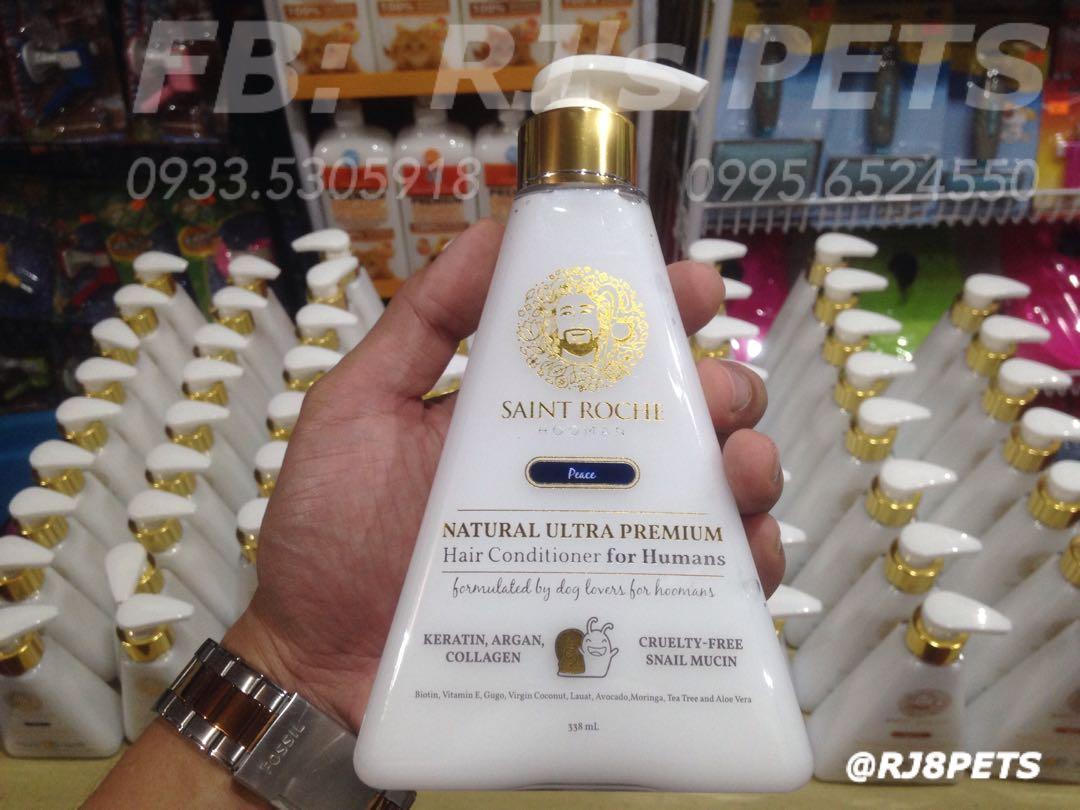 FB: RJ's PETS
0933.5305918 0995.6524550
SAINT ROCHE
HOOMAN
Peace
NATURAL ULTRA PREMIUM
Hair Conditioner for Humans
formulated by dog lovers for hoomans
KERATIN, ARGAN,
COLLAGEN
CRUELTY-FREE
SNAIL MUCIN
Biotin, Vitamin E, Gugo, Virgin Coconut, Lauat, Avocado,Moringa, Tea Tree and Aloe Vera
338 mL
FOSSIL
@RJ8PETS